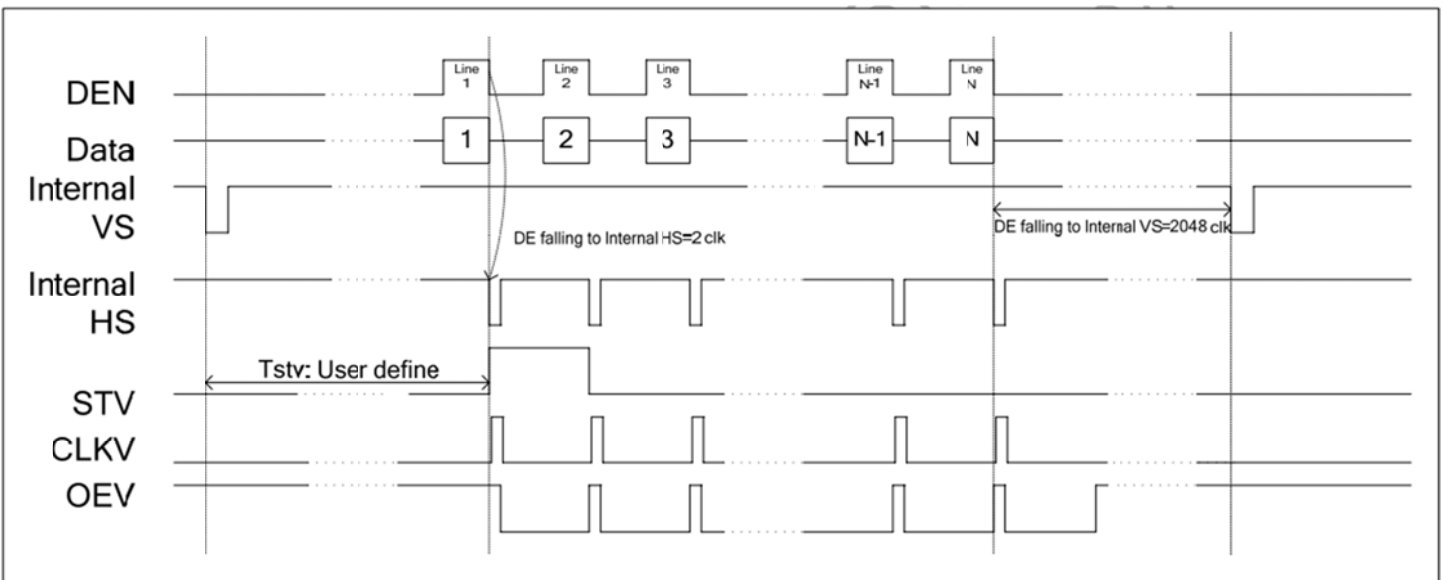 DEN
Line
1
Line
2
Line
3
Line
N-1
Lne
N
Data
1
2
3
N-1
N
Internal
VS
DE falling to Internal HS=2 clk
DE falling to Internal VS=2048 clk
Internal
HS
Tstv: User define
STV
CLKV
OEV